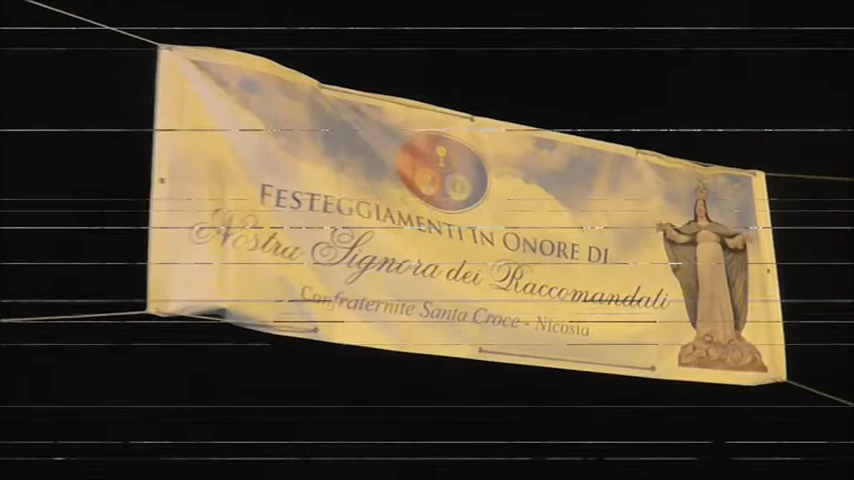 FESTEGGIAMENTI IN ONORE DI
Nostra Signora dei Raccomandati
Confraternite Santa Croce - Nicosia